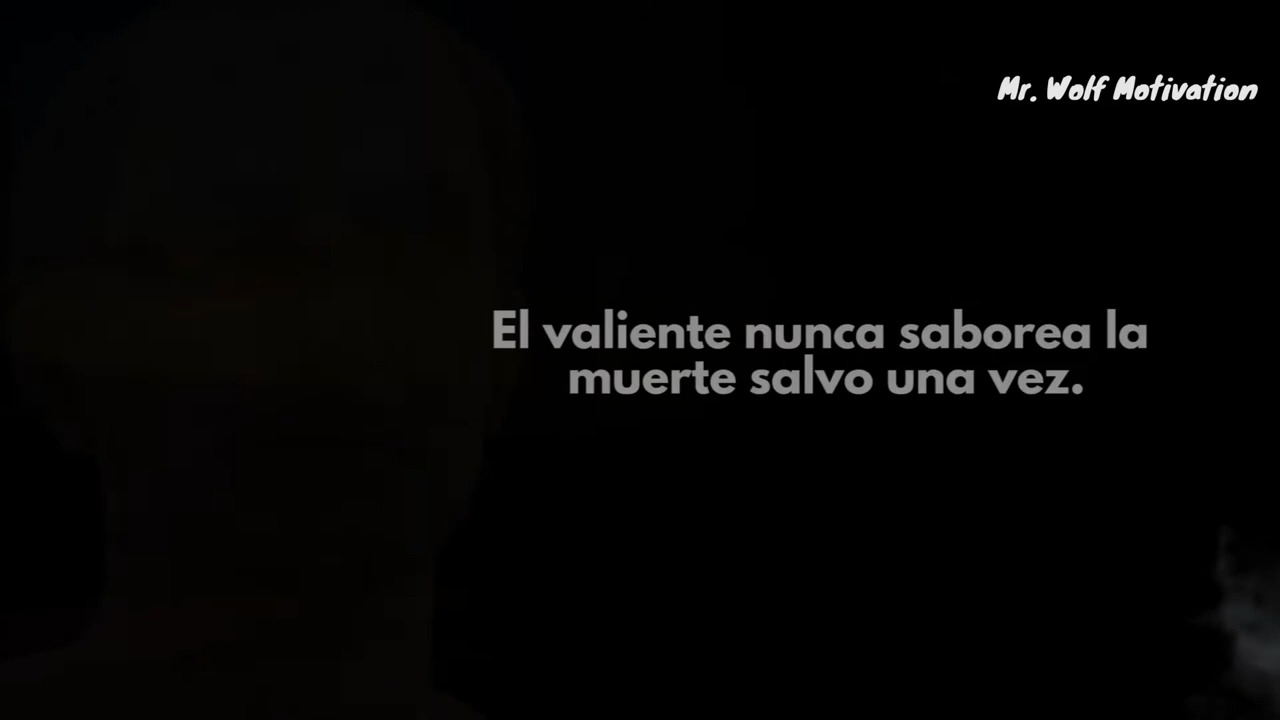 Mr. Wolf Motivation
El valiente nunca saborea la
muerte salvo una vez.